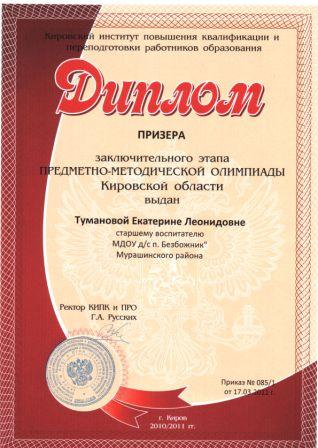 Кировский институт повышения квалификации и
переподготовки работников образования
Диплом
ПРИЗЕРА
заключительного этапа
ПРЕДМЕТНО-МЕТОДИЧЕСКОЙ ОЛИМПИАДЫ
Кировской области
выдан
Тумановой Екатерине Леонидовне
старшему воспитателю
МДОУ д/с п. Безбожник"
Мурашинского района
Ректор КИПК и ПРО
Г.А. Русских
Приказ № 085/1
от 17.03.2011 г.
г. Киров
2010/2011 гг.